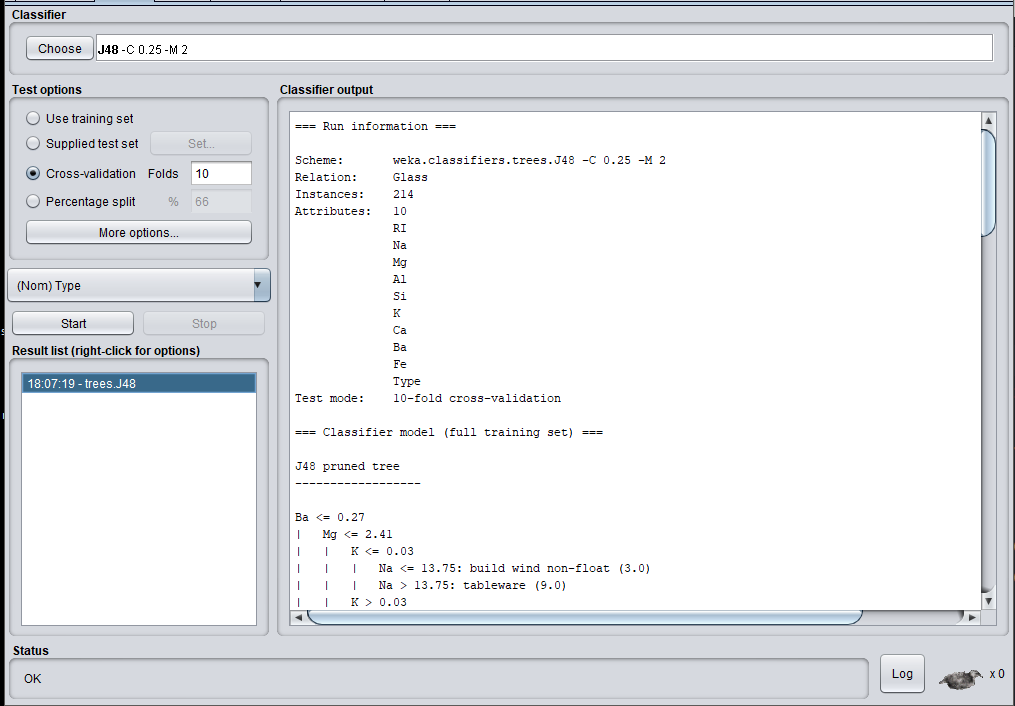 Classifier
Choose J48 -C 0.25 -M 2
Test options
Use training set
Supplied test set Set...
Cross-validation Folds 10
Percentage split % 66
More options...
(Nom) Type
Start Stop
Result list (right-click for options)
18:07:19 - trees.J48
Classifier output
=== Run information ===
Scheme: weka.classifiers.trees.J48 -C 0.25 -M 2
Relation: Glass
Instances: 214
Attributes: 10
RI
Na
Mg
Al
Si
K
Ca
Ba
Fe
Type
Test mode: 10-fold cross-validation
=== Classifier model (full training set) ===
J48 pruned tree
------------------
Ba <= 0.27
| Mg <= 2.41
| | K <= 0.03
| | | Na <= 13.75: build wind non-float (3.0)
| | | Na > 13.75: tableware (9.0)
| | K > 0.03
Status
OK
Log
x 0